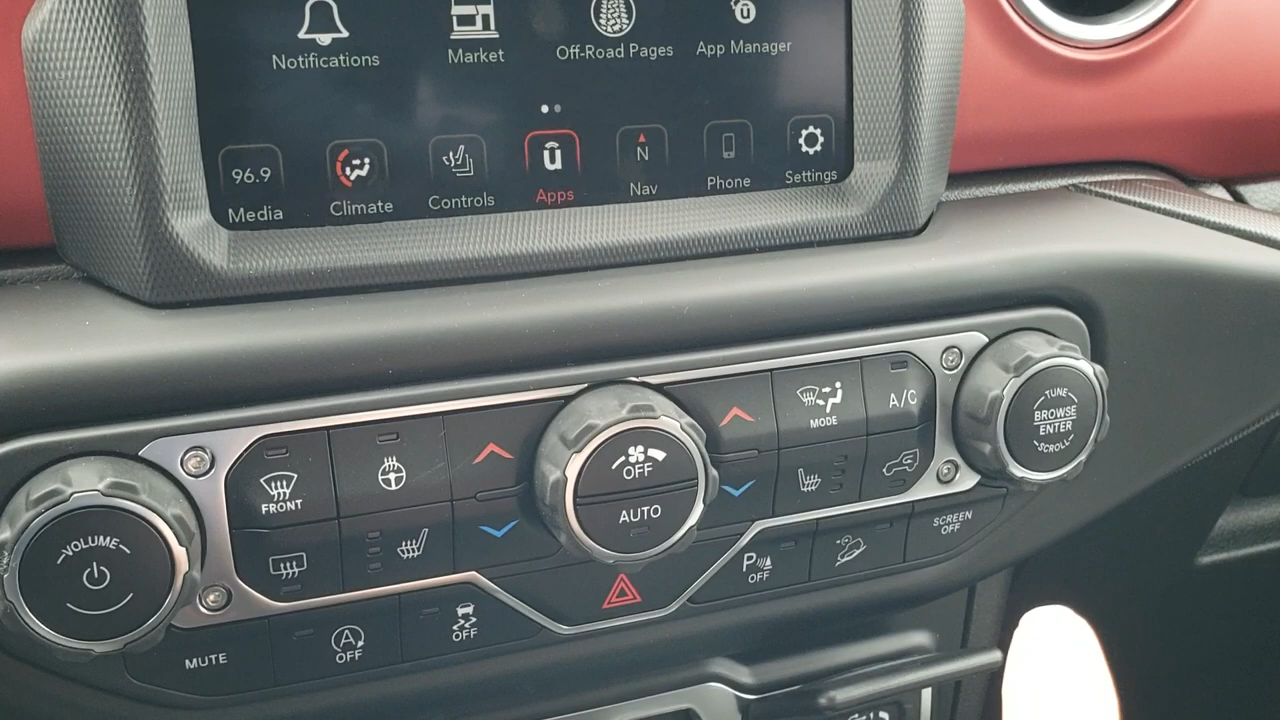 Notifications
Market
Off-Road Pages
App Manager
96.9
Media
Climate
Controls
û
Apps
N
Nav
Phone
Settings
VOLUME
FRONT
OFF
AUTO
MODE
A/C
TUNE
BROWSE
ENTER
SCROLL
MUTE
A
OFF
OFF
P
OFF
SCREEN
OFF